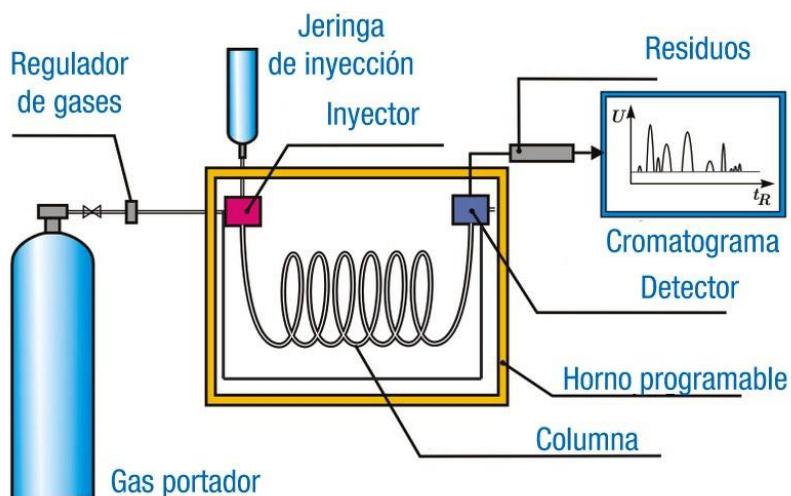 Jeringa
de inyección
Regulador
de gases
Inyector
Residuos
U
t_R
Cromatograma
Detector
Horno programable
Columna
Gas portador